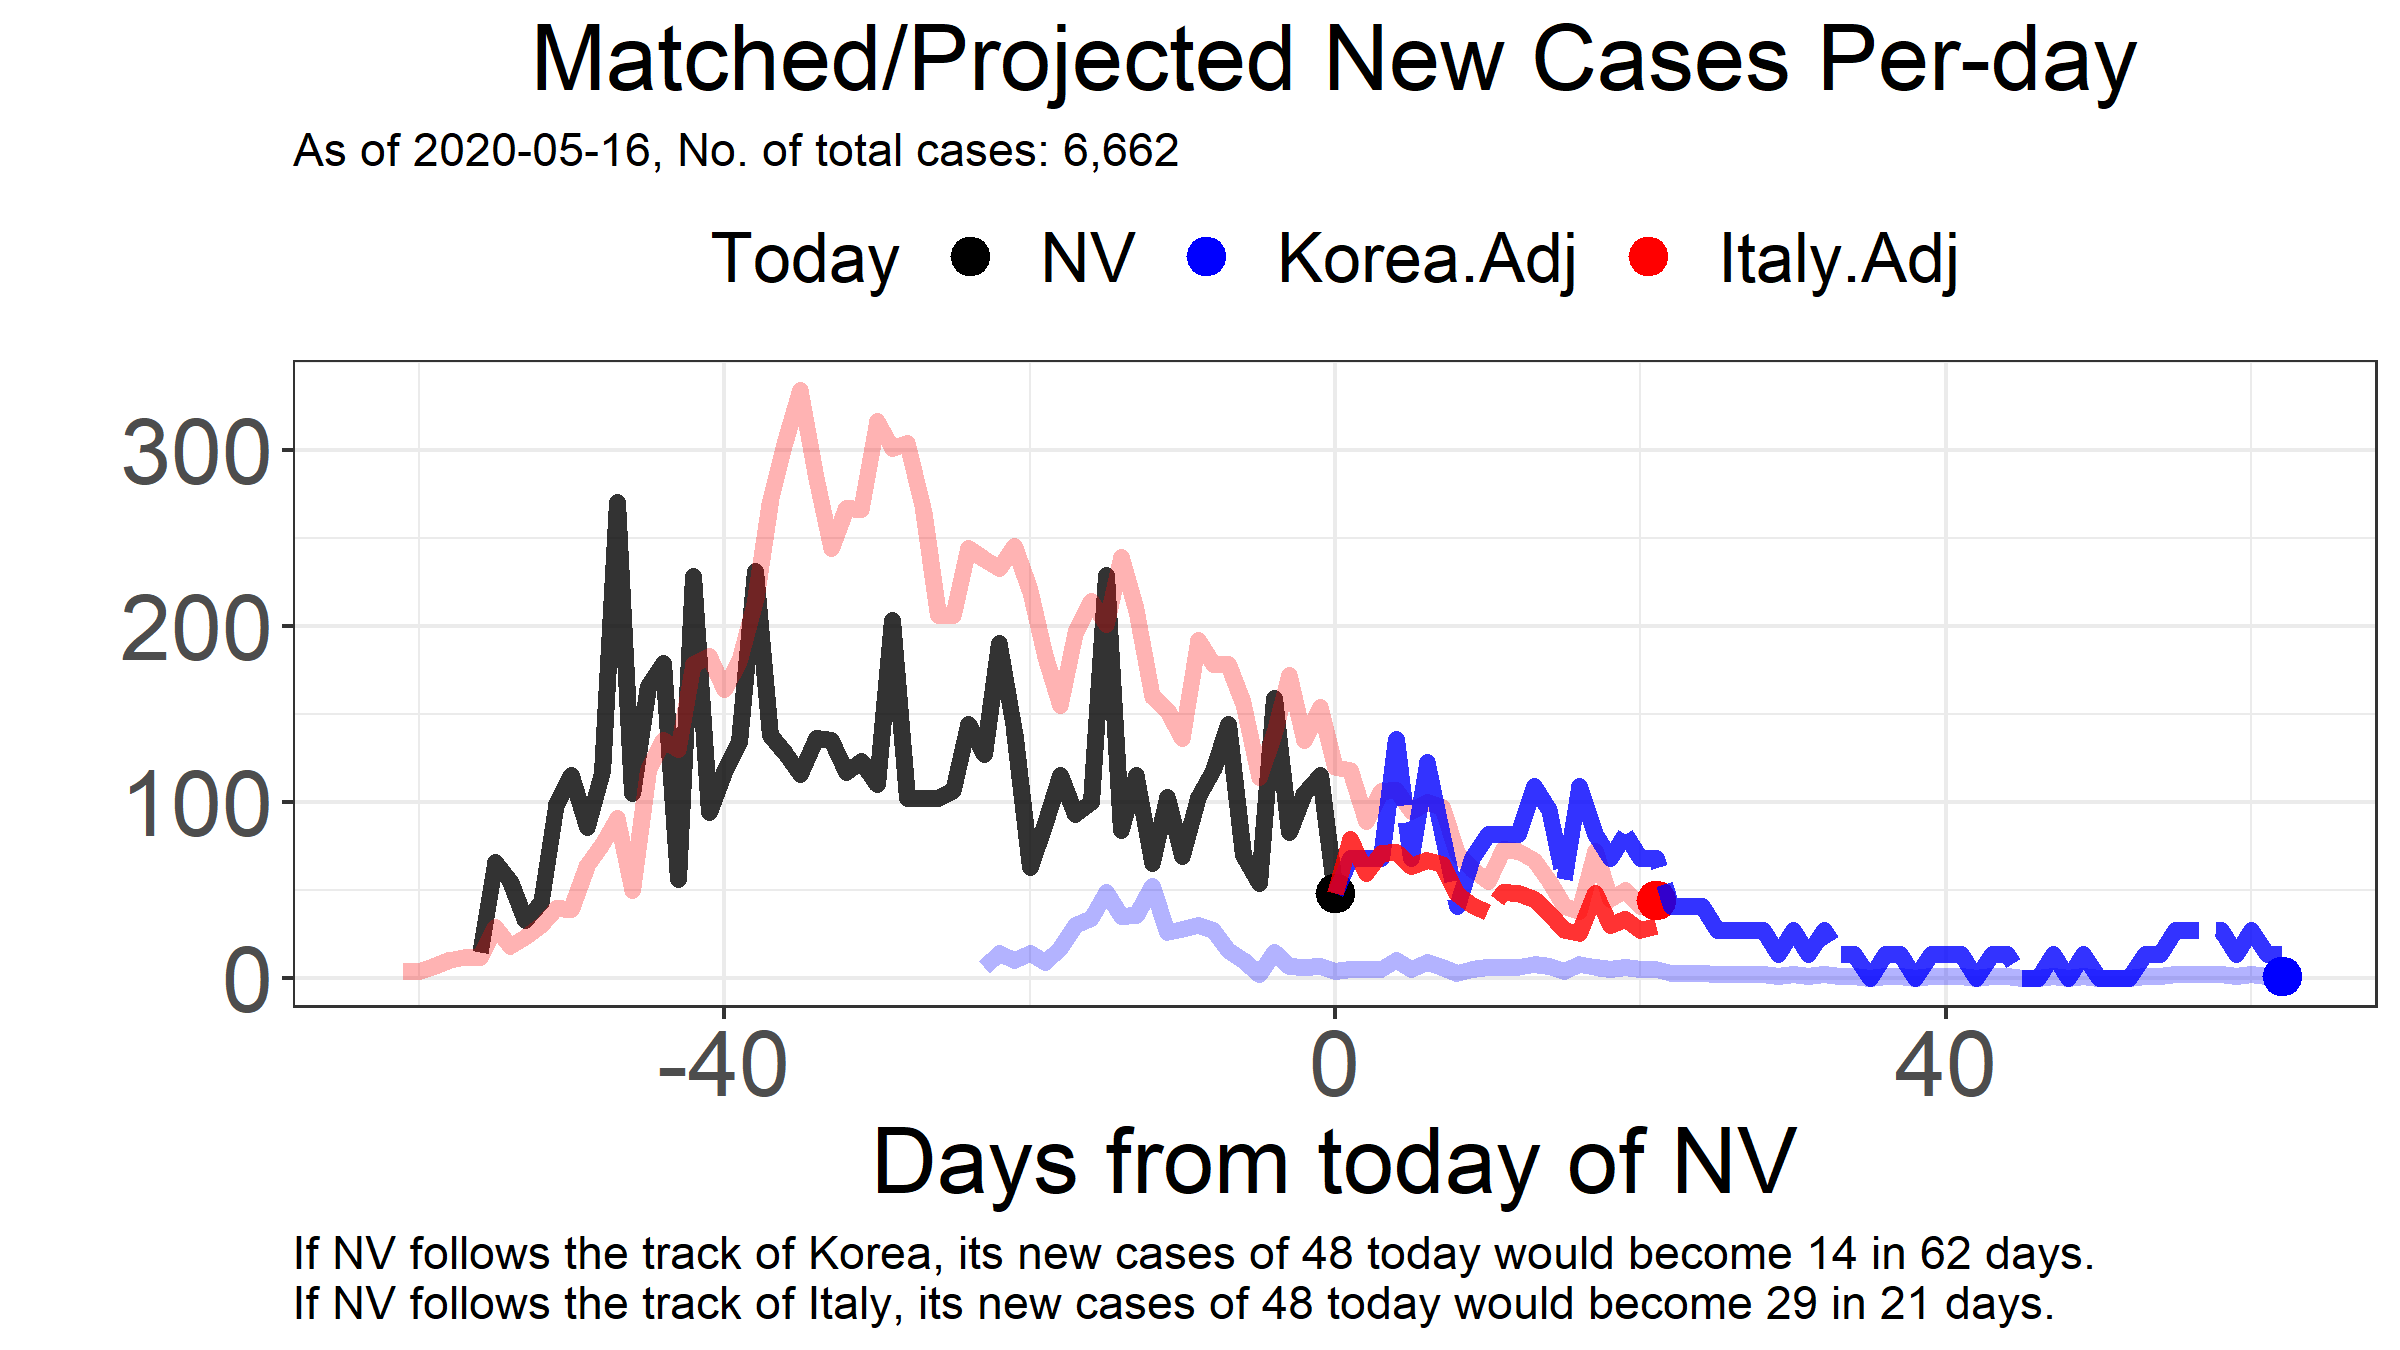 Matched/Projected New Cases Per-day
As of 2020-05-16, No. of total cases: 6,662
Today NV Korea.Adj Italy.Adj
300
200
100
0
-40 0 40
Days from today of NV
If NV follows the track of Korea, its new cases of 48 today would become 14 in 62 days.
If NV follows the track of Italy, its new cases of 48 today would become 29 in 21 days.